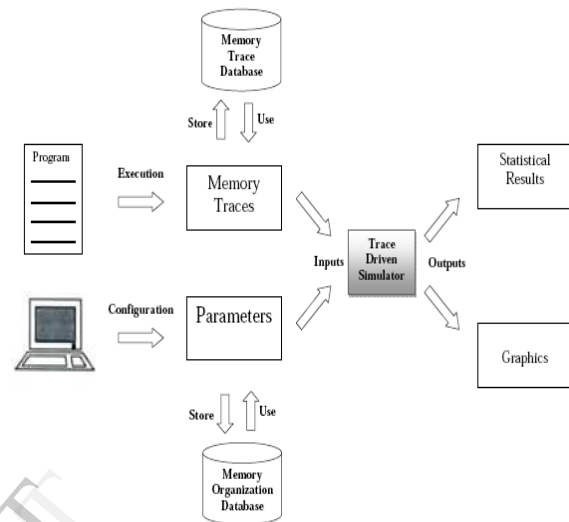 Memory
Trace
Database
Store
Use
Program
Execution
Memory
Traces
Statistical
Results
Inputs
Trace
Driven
Simulator
Outputs
Configuration
Parameters
Graphics
Store
Use
Memory
Organization
Database